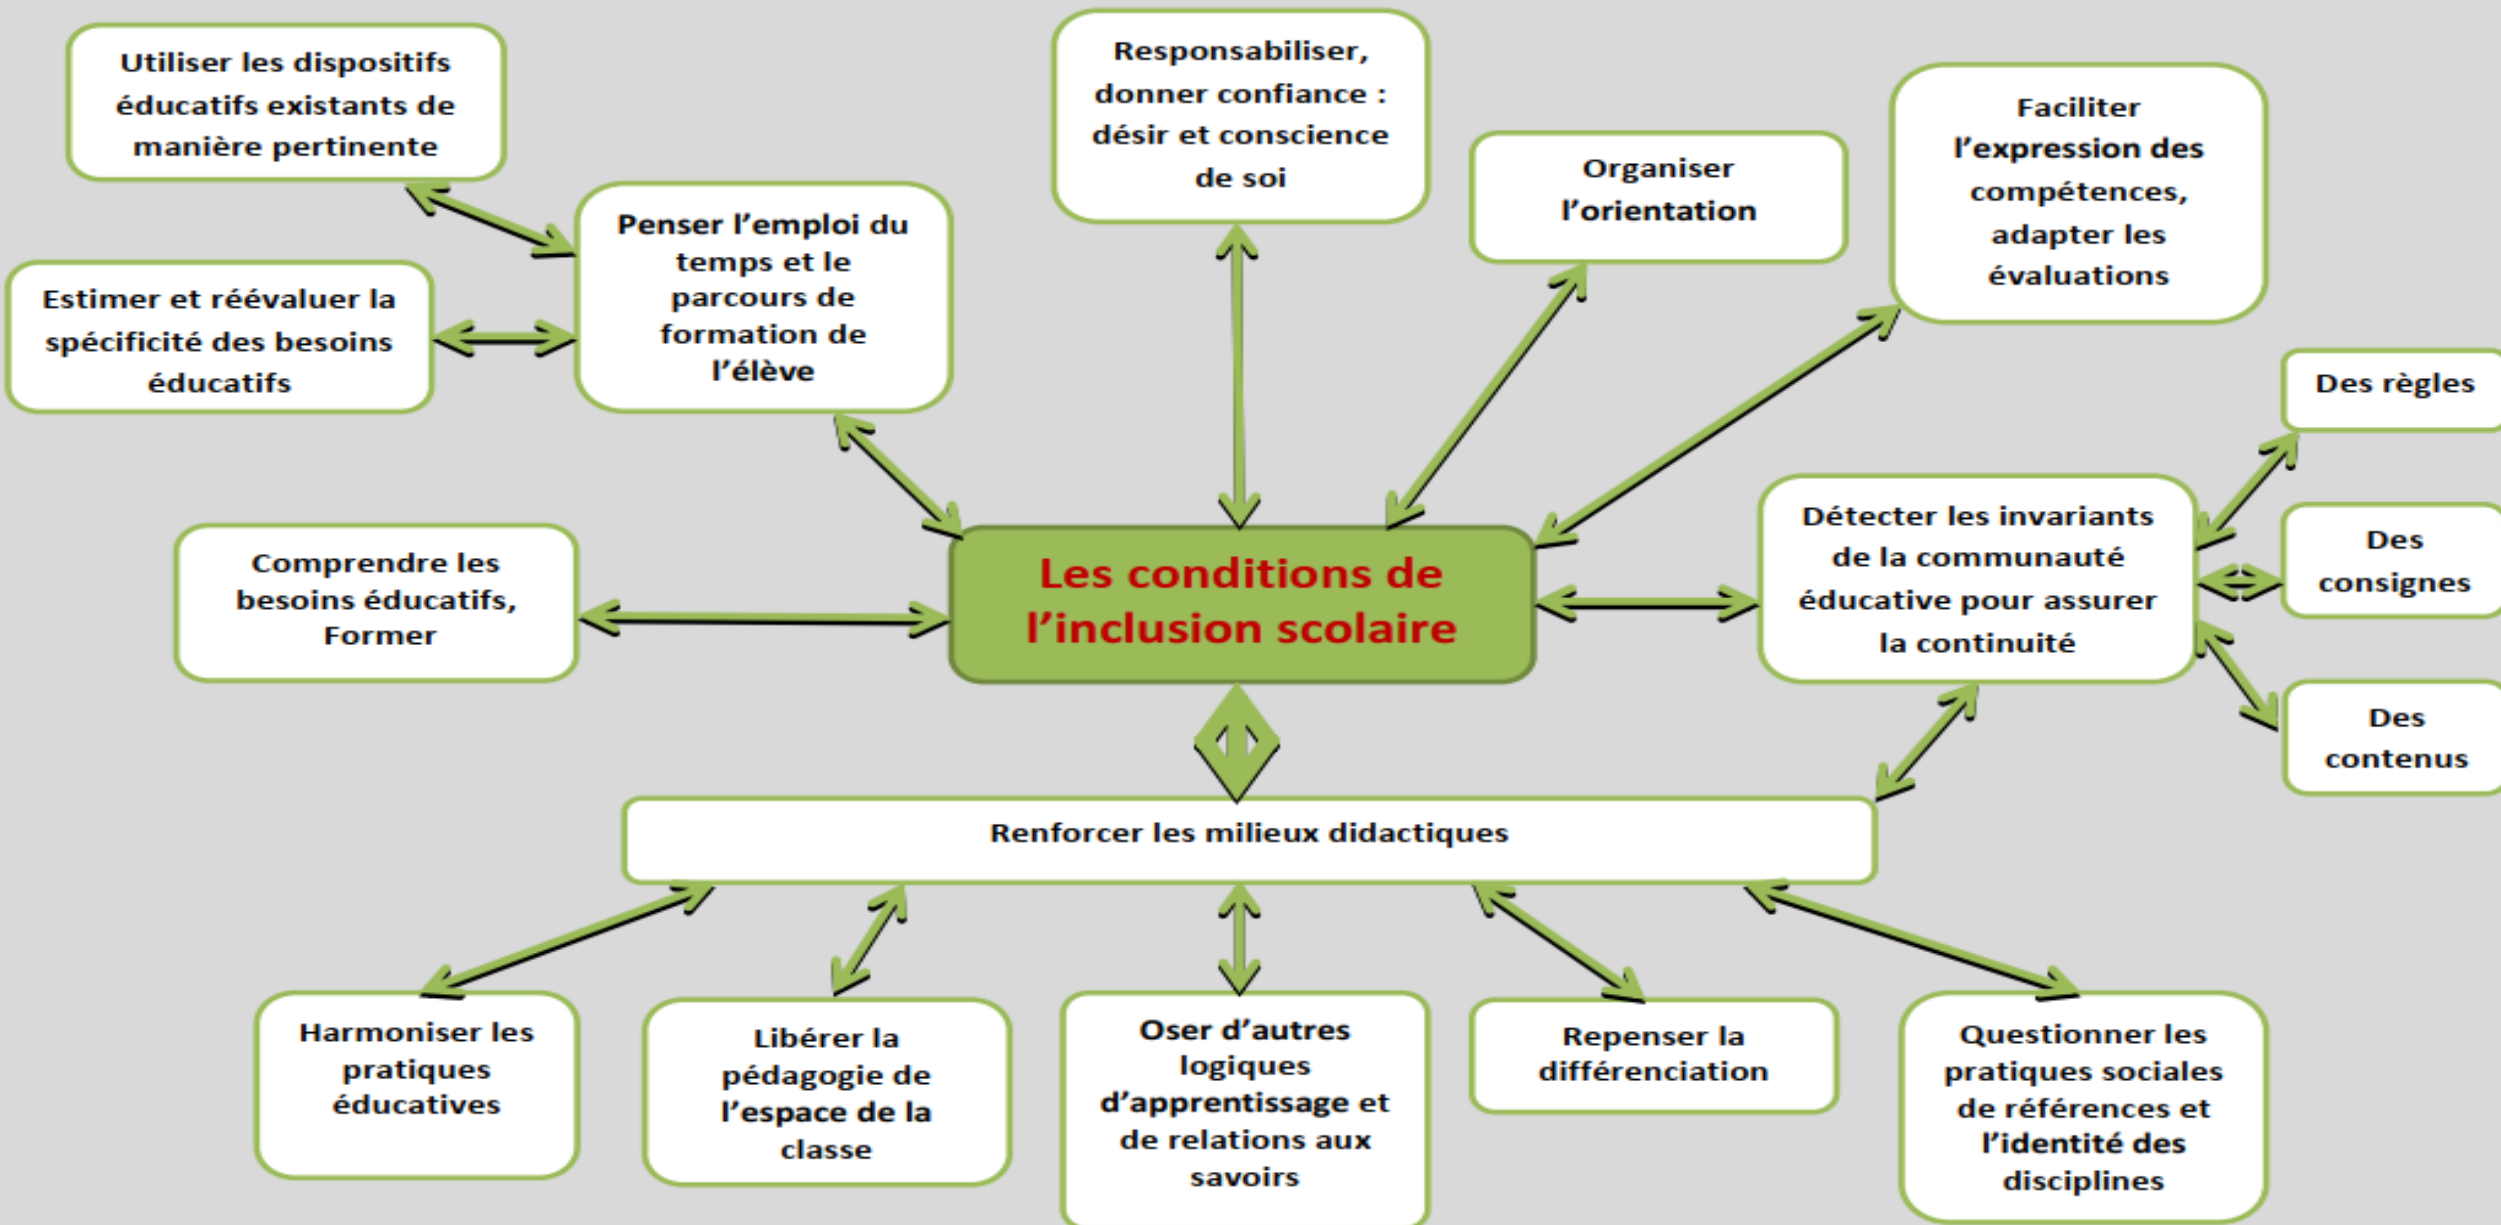 Utiliser les dispositifs
éducatifs existants de
manière pertinente
Responsabiliser,
donner confiance :
désir et conscience
de soi
Organiser
l’orientation
Faciliter
l’expression des
compétences,
adapter les
évaluations
Penser l’emploi du
temps et le
parcours de
formation de
l’élève
Estimer et réévaluer la
spécificité des besoins
éducatifs
Des règles
Des
consignes
Des
contenus
Détecter les invariants
de la communauté
éducative pour assurer
la continuité
Comprendre les
besoins éducatifs,
Former
Les conditions de
l’inclusion scolaire
Renforcer les milieux didactiques
Harmoniser les
pratiques
éducatives
Libérer la
pédagogie de
l’espace de la
classe
Oser d’autres
logiques
d’apprentissage et
de relations aux
savoirs
Repenser la
différenciation
Questionner les
pratiques sociales
de références et
l’identité des
disciplines